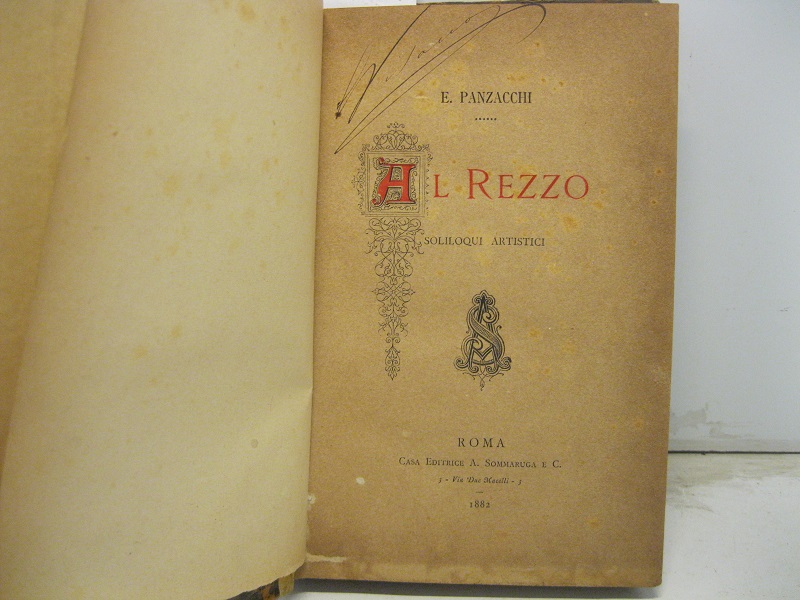 E. PANZACCHI
AL REZZO
SOLILOQUI ARTISTICI
ROMA
CASA EDITRICE A. SOMMARUGA E C.
3 - Via Due Macelli - 3
1882